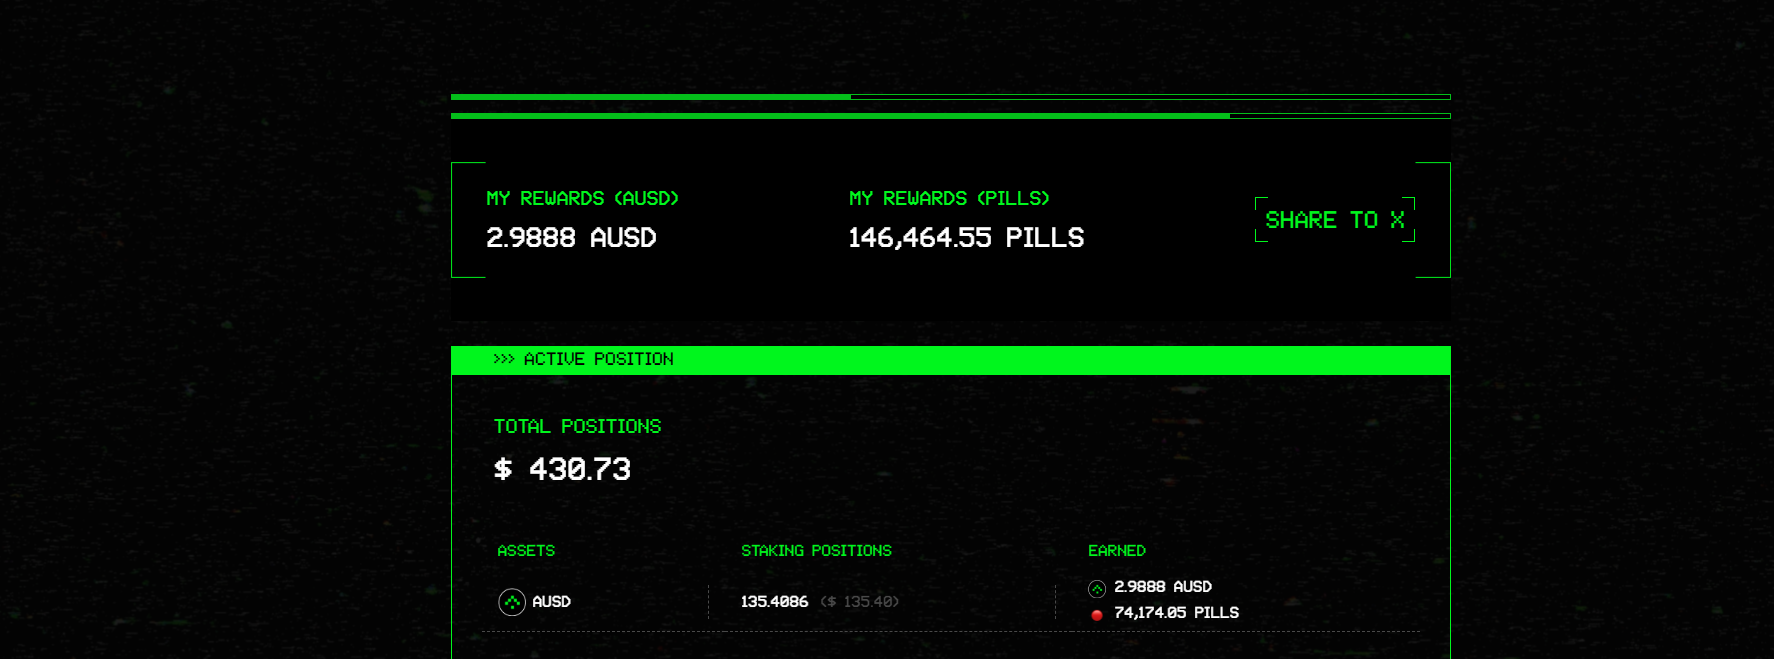 MY REWARDS (AUSD)
2.9888 AUSD
MY REWARDS (PILLS)
146,464.55 PILLS
SHARE TO X
>>> ACTIVE POSITION
TOTAL POSITIONS
$ 430.73
ASSETS STAKING POSITIONS EARNED
AUSD 135.4086 ($ 135.40) 2.9888 AUSD
74,174.05 PILLS